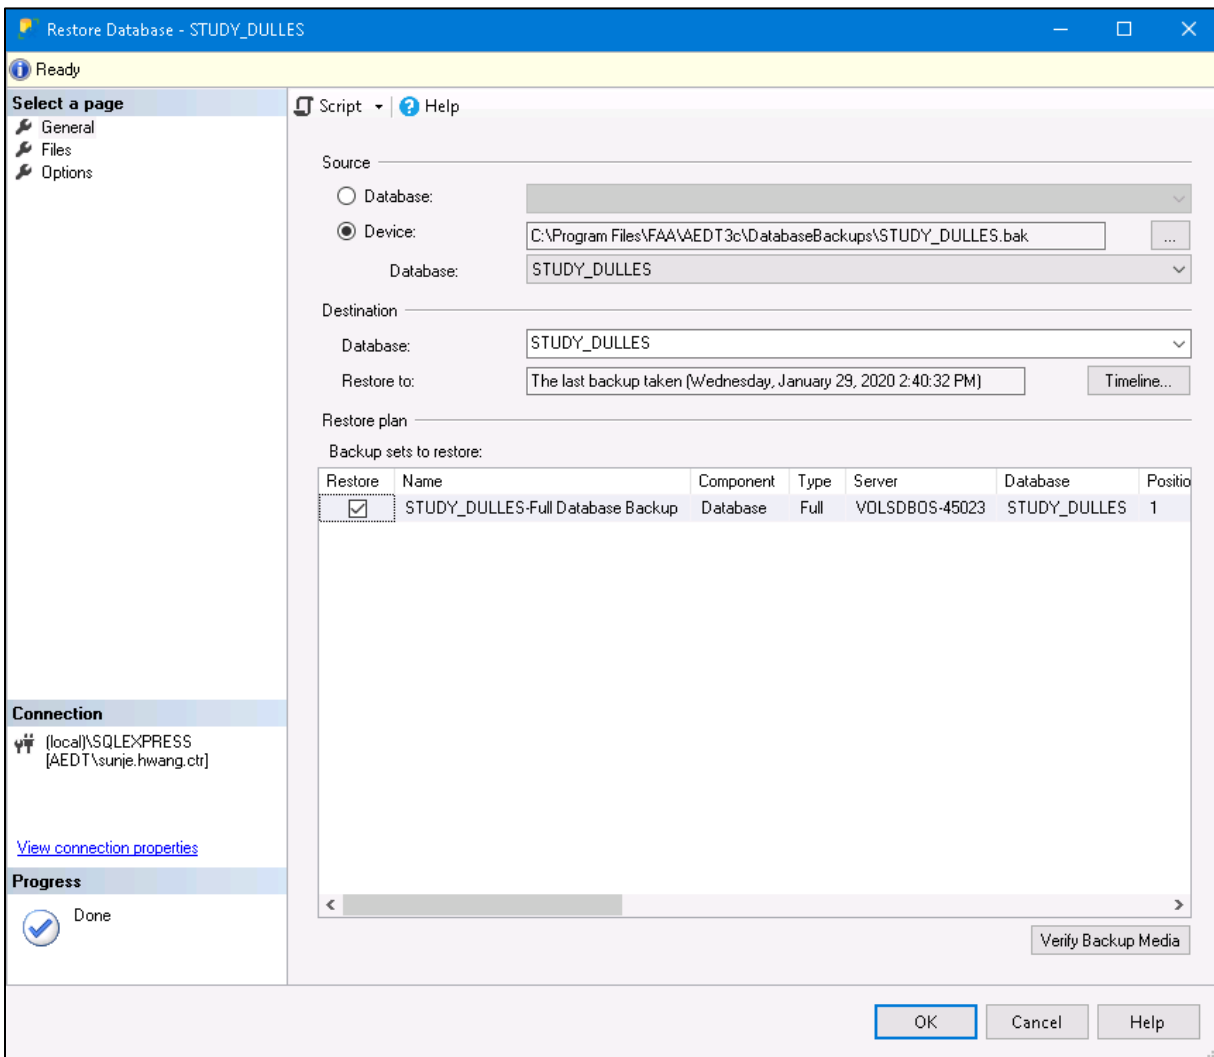 Restore Database - STUDY_DULLES
Ready
Select a page
General
Files
Options
Connection
(local)\SQLEXPRESS
[AEDT\sunje.hwang.ctr]
View connection properties
Progress
Done
Script Help
Source
Database:
Device: C:\Program Files\FAA\AEDT3c\DatabaseBackups\STUDY_DULLES.bak ...
Database: STUDY_DULLES
Destination
Database: STUDY_DULLES
Restore to: The last backup taken (Wednesday, January 29, 2020 2:40:32 PM) Timeline...
Restore plan
Backup sets to restore:
Restore Name Component Type Server Database Positio
STUDY_DULLES-Full Database Backup Database Full VOLSDBOS-45023 STUDY_DULLES 1
Verify Backup Media
OK Cancel Help